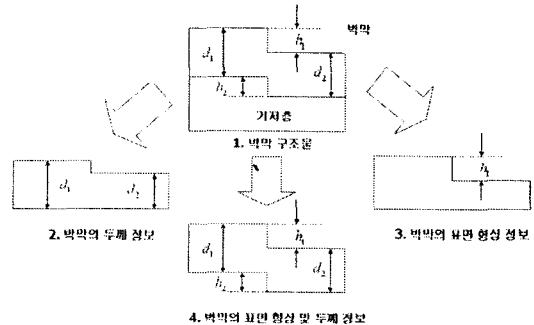 박막
h₁
d₁
d₂
h₂
기저층
1. 박막 구조물
d₁
d₂
2. 박막의 두께 정보
h₁
3. 박막의 표면 형상 정보
h₁
d₁
d₂
h₂
4. 박막의 표면 형상 및 두께 정보